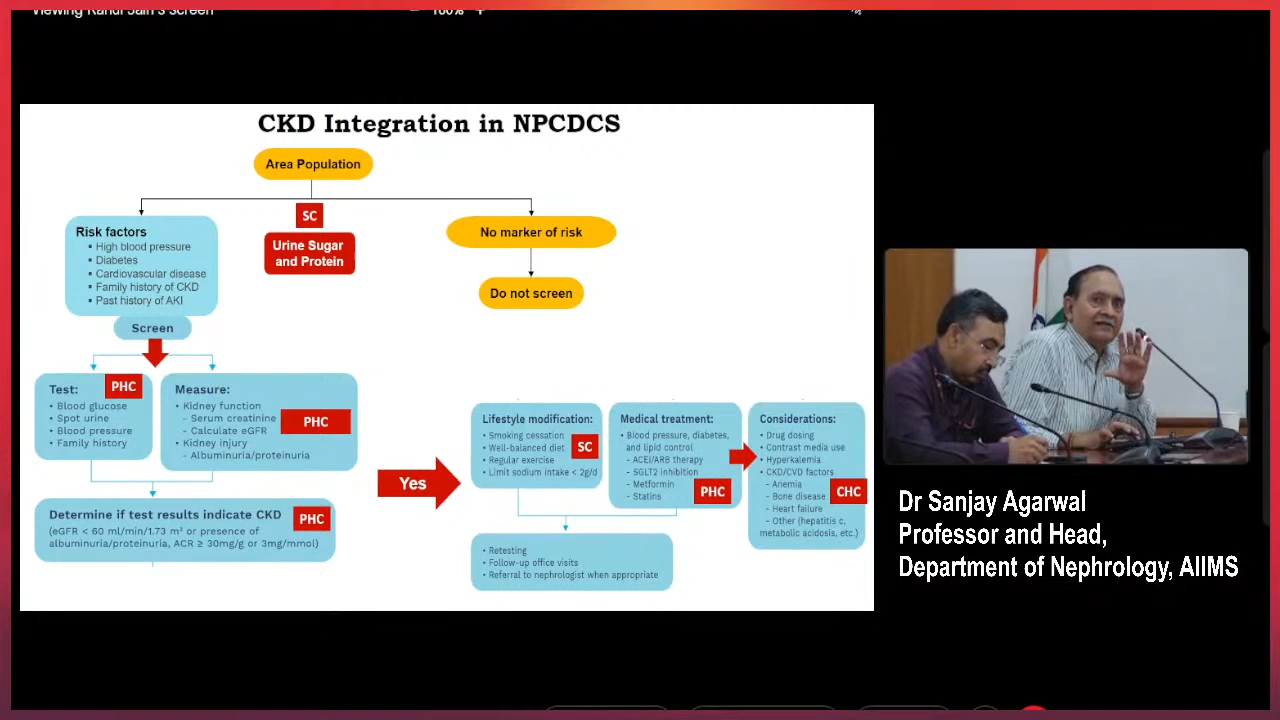 Viewing Randi Jain's screen
100% +
CKD Integration in NPCDCS
Area Population
SC
Urine Sugar
and Protein
Risk factors
▪ High blood pressure
▪ Diabetes
▪ Cardiovascular disease
▪ Family history of CKD
▪ Past history of AKI
No marker of risk
Do not screen
Screen
Test:
PHC
• Blood glucose
• Spot urine
• Blood pressure
• Family history
Measure:
• Kidney function
– Serum creatinine
– Calculate eGFR
• Kidney injury
– Albuminuria/proteinuria
PHC
Determine if test results indicate CKD
(eGFR < 60 ml/min/1.73 m² or presence of
albuminuria/proteinuria, ACR ≥ 30mg/g or 3mg/mmol)
PHC
Yes
Lifestyle modification:
• Smoking cessation
• Well-balanced diet
• Regular exercise
• Limit sodium intake < 2g/d
SC
Medical treatment:
• Blood pressure, diabetes,
and lipid control
– ACEI/ARB therapy
– SGLT2 inhibition
– Metformin
– Statins
PHC
Considerations:
• Drug dosing
• Contrast media use
• Hyperkalemia
• CKD/CVD factors
– Anemia
– Bone disease
– Heart failure
– Other (hepatitis c,
metabolic acidosis, etc.)
CHC
• Retesting
• Follow-up office visits
• Referral to nephrologist when appropriate
Dr Sanjay Agarwal
Professor and Head,
Department of Nephrology, AIIMS